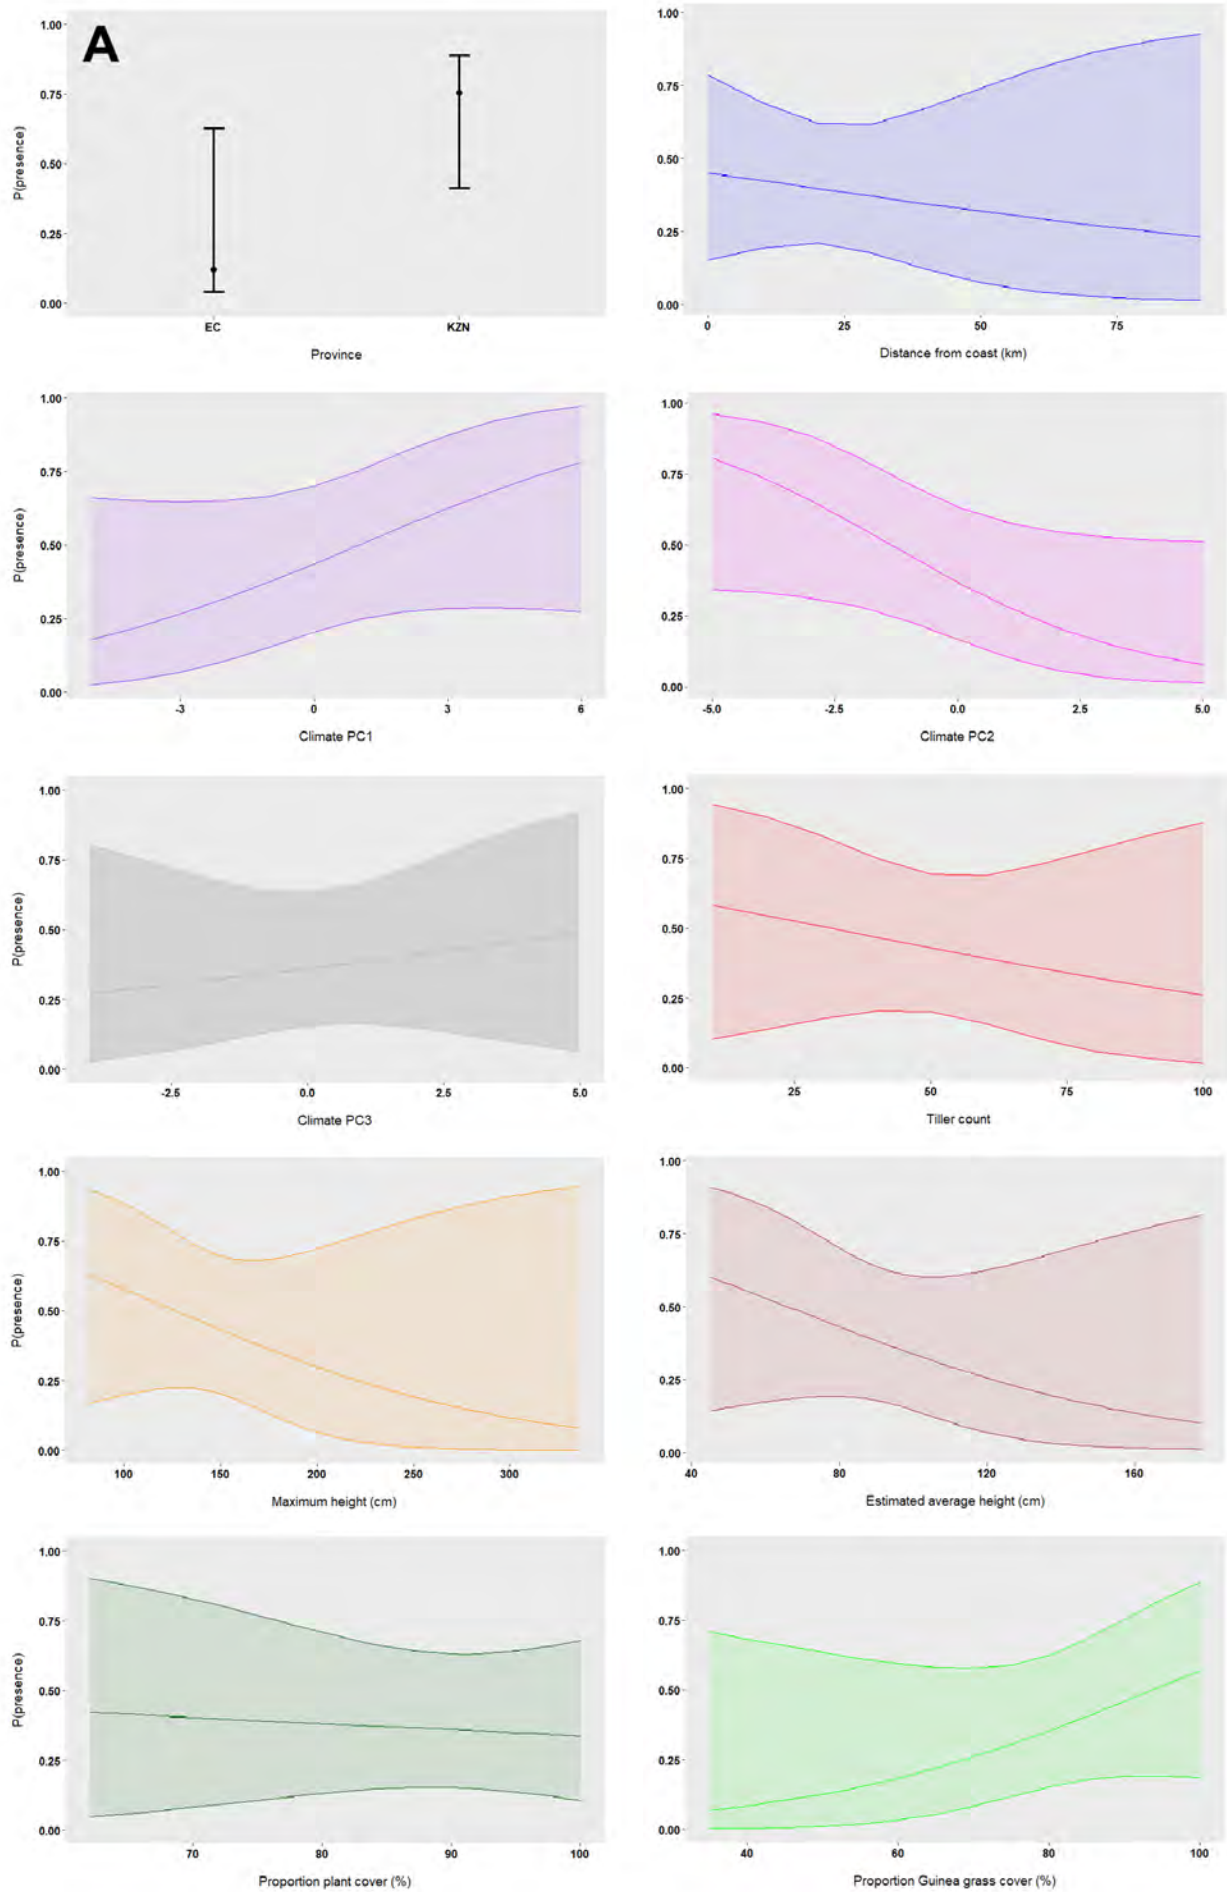 A
1.00
0.75
0.50
0.25
0.00
P(presence)
EC KZN
Province
1.00
0.75
0.50
0.25
0.00
0 25 50 75
Distance from coast (km)
1.00
0.75
0.50
0.25
0.00
P(presence)
-3 0 3 6
Climate PC1
1.00
0.75
0.50
0.25
0.00
-5.0 -2.5 0.0 2.5 5.0
Climate PC2
1.00
0.75
0.50
0.25
0.00
P(presence)
-2.5 0.0 2.5 5.0
Climate PC3
1.00
0.75
0.50
0.25
0.00
25 50 75 100
Tiller count
1.00
0.75
0.50
0.25
0.00
P(presence)
100 150 200 250 300
Maximum height (cm)
1.00
0.75
0.50
0.25
0.00
40 80 120 160
Estimated average height (cm)
1.00
0.75
0.50
0.25
0.00
P(presence)
70 80 90 100
Proportion plant cover (%)
1.00
0.75
0.50
0.25
0.00
40 60 80 100
Proportion Guinea grass cover (%)